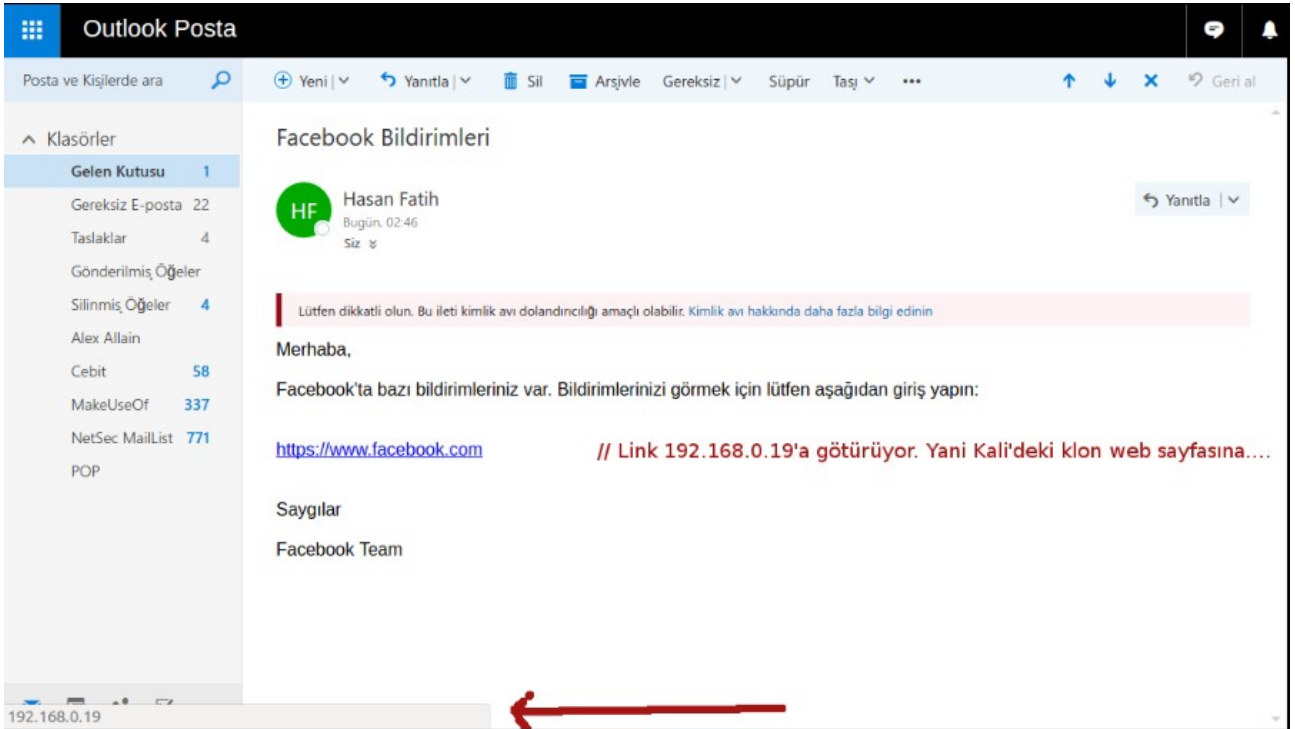 Outlook Posta
Posta ve Kişilerde ara
Yeni | Yanıtla | Sil Arşivle Gereksiz | Süpür Taşı ... Geri al
Klasörler
Gelen Kutusu 1
Gereksiz E-posta 22
Taslaklar 4
Gönderilmiş Öğeler
Silinmiş Öğeler 4
Alex Allain
Cebit 58
MakeUseOf 337
NetSec MailList 771
POP
Facebook Bildirimleri
HF
Hasan Fatih
Bugün, 02:46
Siz
Yanıtla |
Lütfen dikkatli olun. Bu ileti kimlik avı dolandırıcılığı amaçlı olabilir. Kimlik avı hakkında daha fazla bilgi edinin
Merhaba,
Facebook'ta bazı bildirimleriniz var. Bildirimlerinizi görmek için lütfen aşağıdan giriş yapın:
https://www.facebook.com // Link 192.168.0.19'a götürüyor. Yani Kali'deki klon web sayfasına....
Saygılar
Facebook Team
192.168.0.19